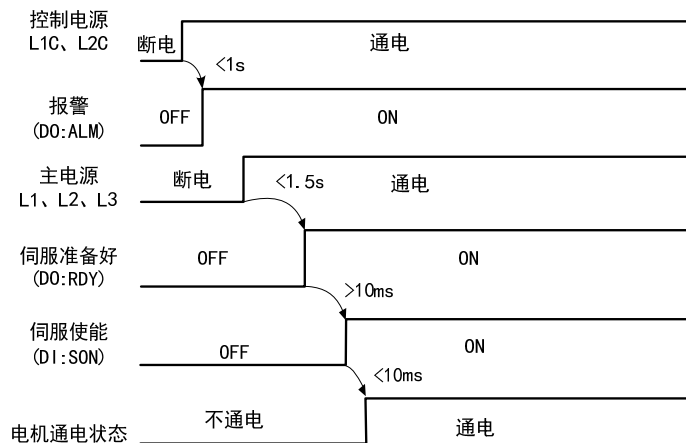 控制电源
L1C、L2C
断电
通电
<1s
报警
(DO:ALM)
OFF
ON
主电源
L1、L2、L3
断电
<1.5s
通电
伺服准备好
(DO:RDY)
OFF
ON
>10ms
伺服使能
(DI:SON)
OFF
ON
<10ms
电机通电状态
不通电
通电